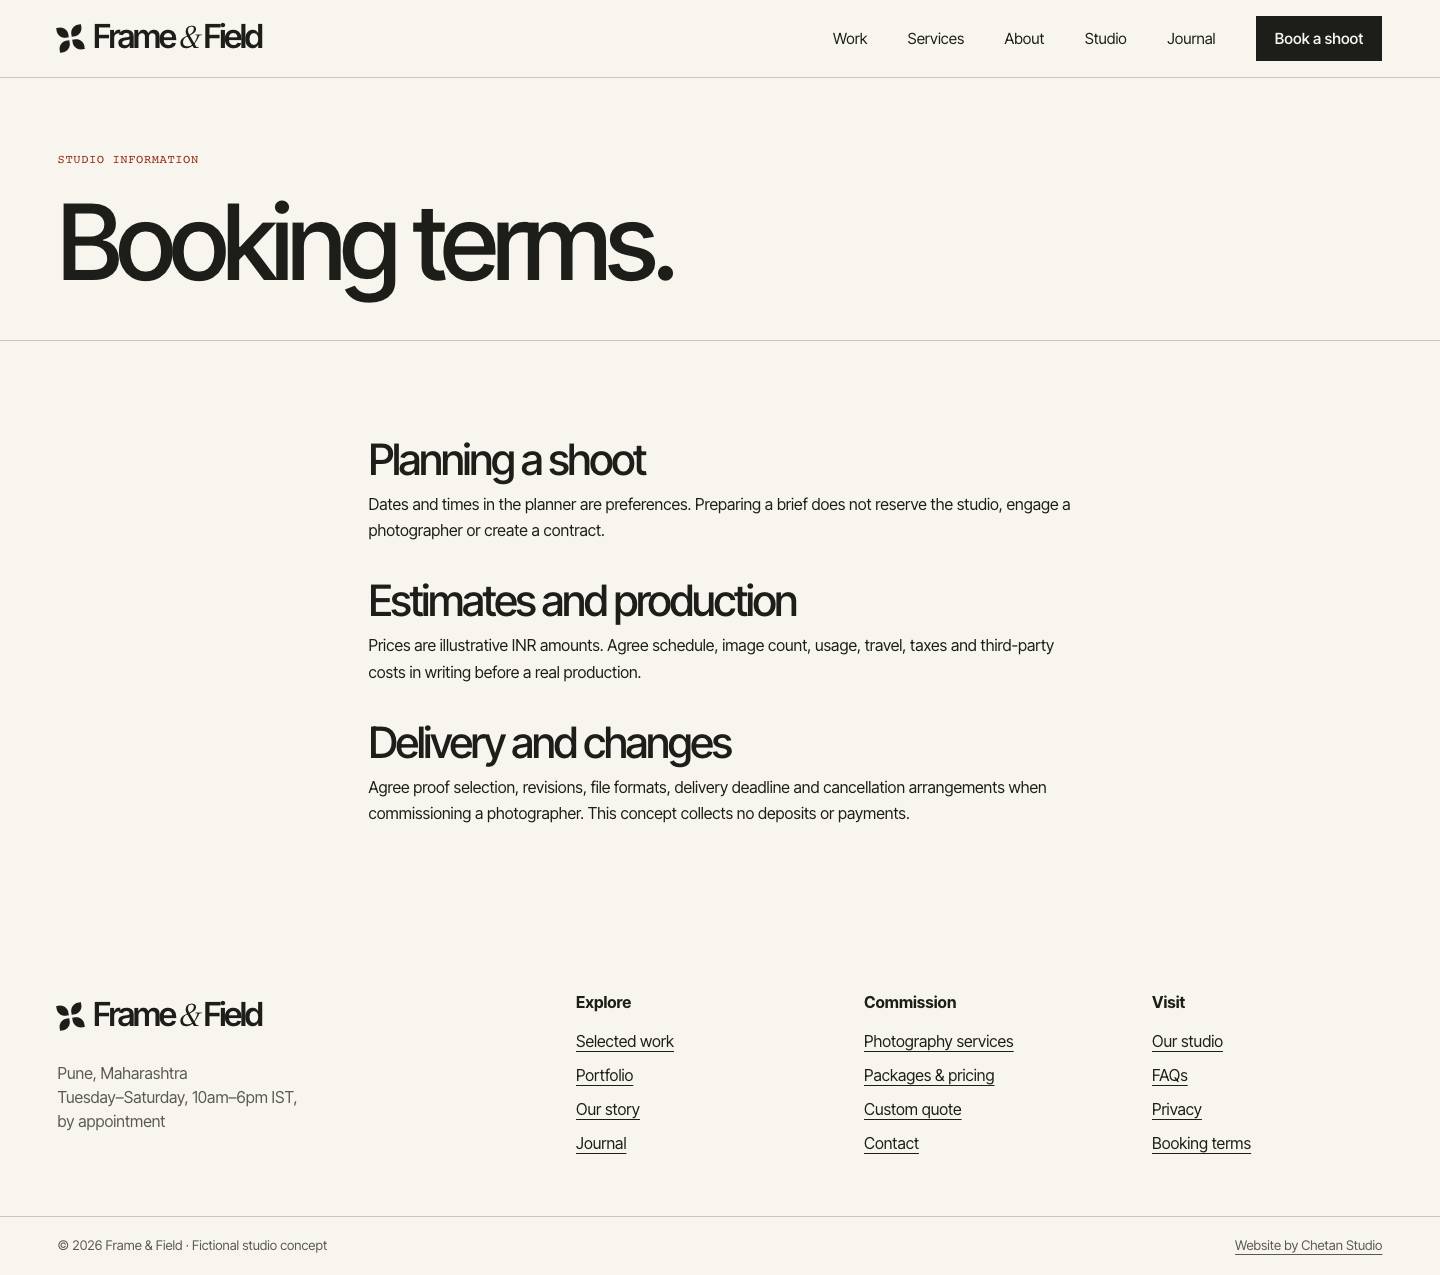 Frame & Field
Work
Services
About
Studio
Journal
Book a shoot
STUDIO INFORMATION
Booking terms.
Planning a shoot
Dates and times in the planner are preferences. Preparing a brief does not reserve the studio, engage a
photographer or create a contract.
Estimates and production
Prices are illustrative INR amounts. Agree schedule, image count, usage, travel, taxes and third-party
costs in writing before a real production.
Delivery and changes
Agree proof selection, revisions, file formats, delivery deadline and cancellation arrangements when
commissioning a photographer. This concept collects no deposits or payments.
Frame & Field
Pune, Maharashtra
Tuesday–Saturday, 10am–6pm IST,
by appointment
Explore
Selected work
Portfolio
Our story
Journal
Commission
Photography services
Packages & pricing
Custom quote
Contact
Visit
Our studio
FAQs
Privacy
Booking terms
© 2026 Frame & Field · Fictional studio concept
Website by Chetan Studio